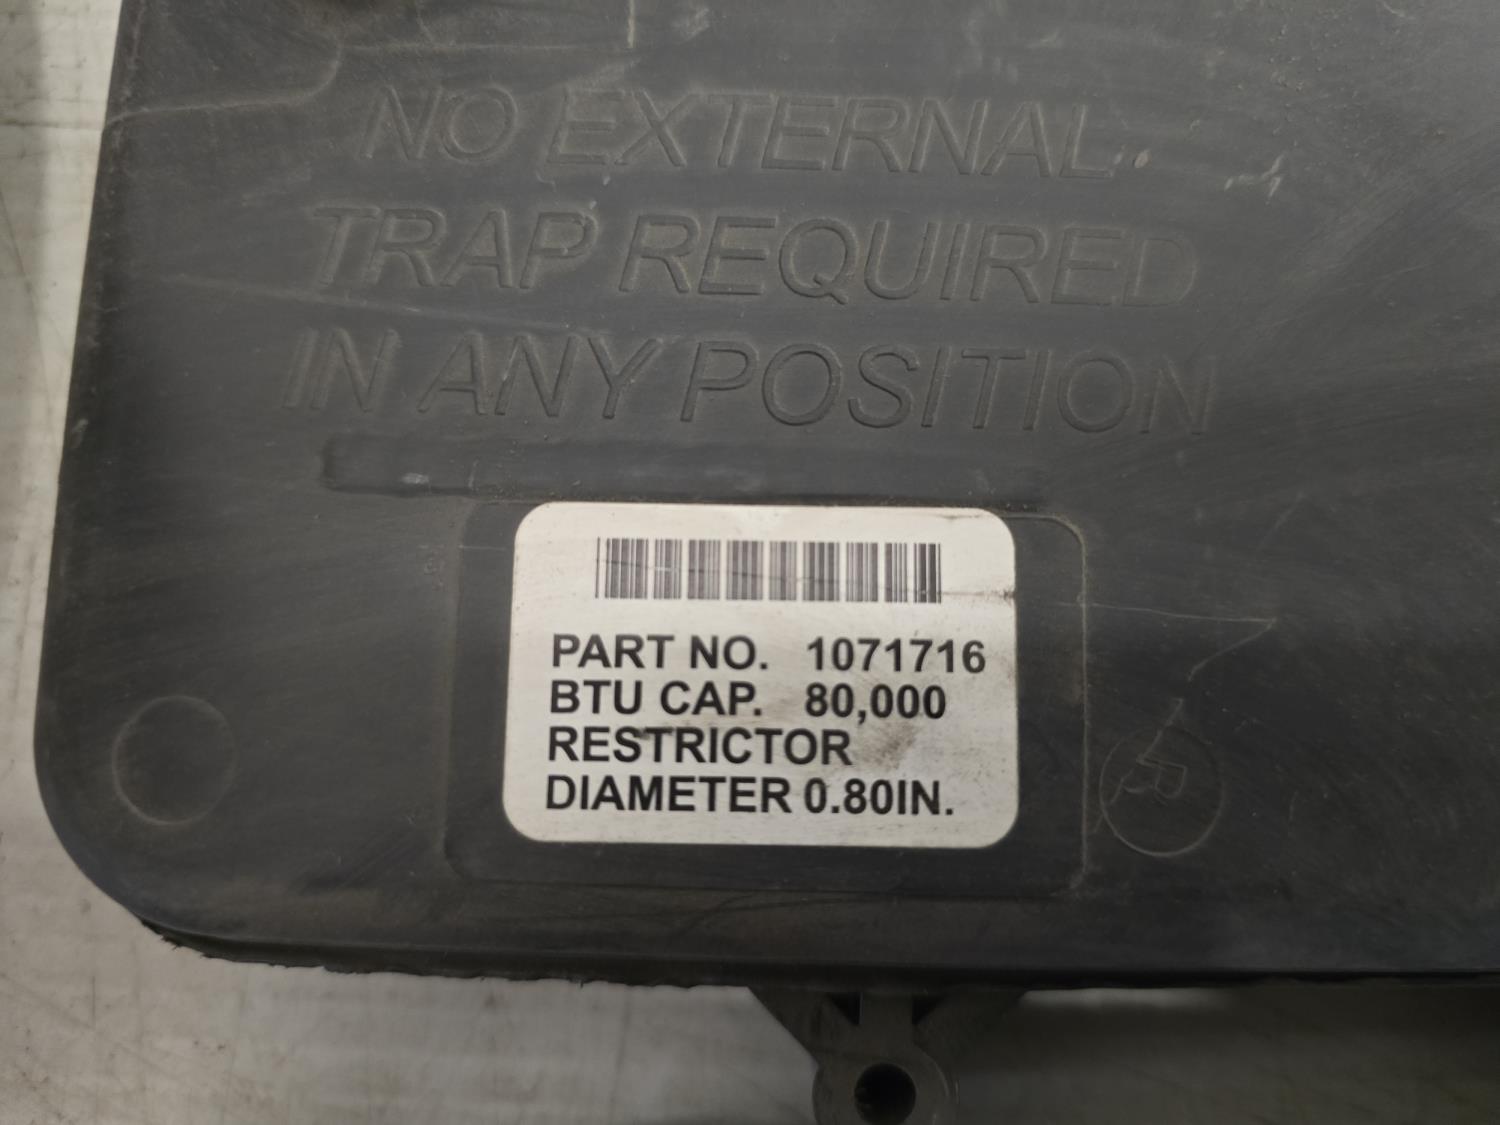 NO EXTERNAL
TRAP REQUIRED
IN ANY POSITION
PART NO. 1071716
BTU CAP. 80,000
RESTRICTOR
DIAMETER 0.80IN.